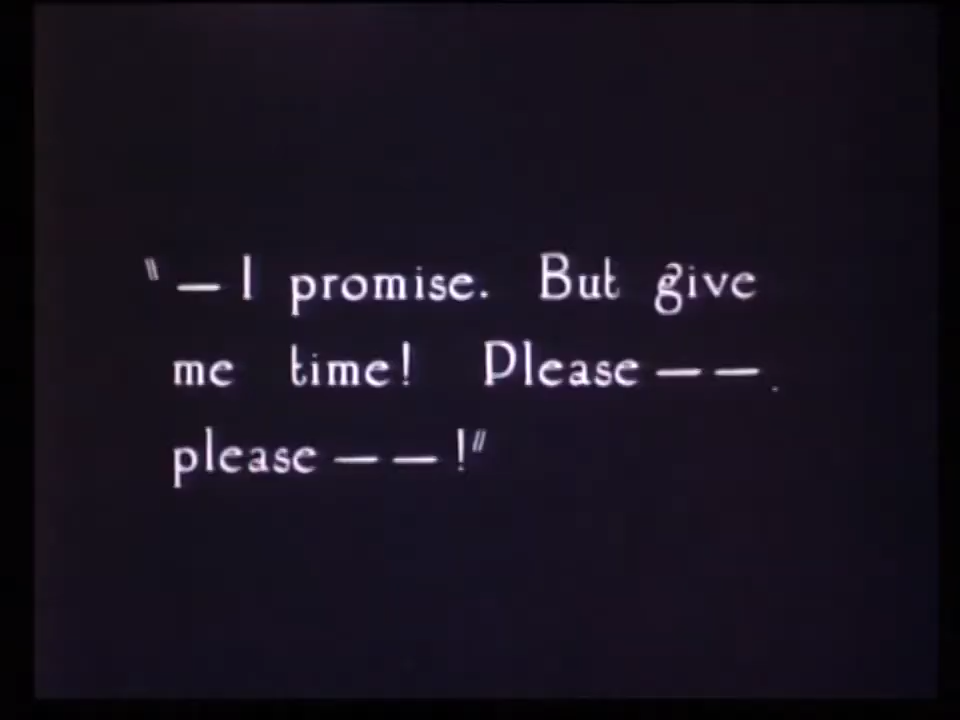 "—I promise. But give
me time! Please — —
please — — !"